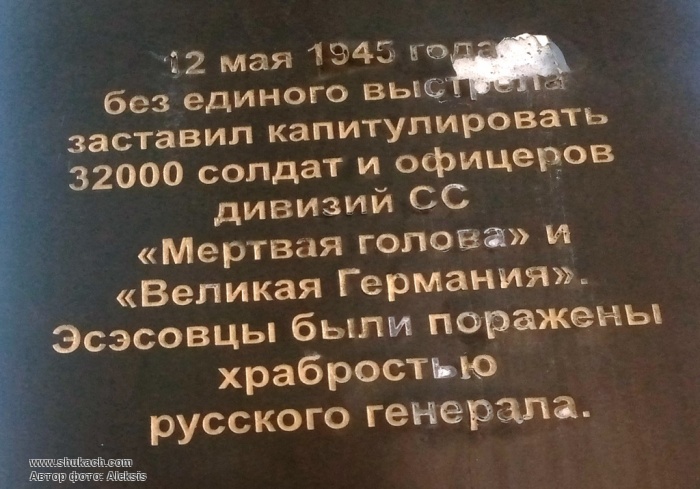 12 мая 1945 года
без единого выстрела
заставил капитулировать
32000 солдат и офицеров
дивизий СС
«Мертвая голова» и
«Великая Германия».
Эсэсовцы были поражены
храбростью
русского генерала.
www.shukach.com
Автор фото: Aleksis